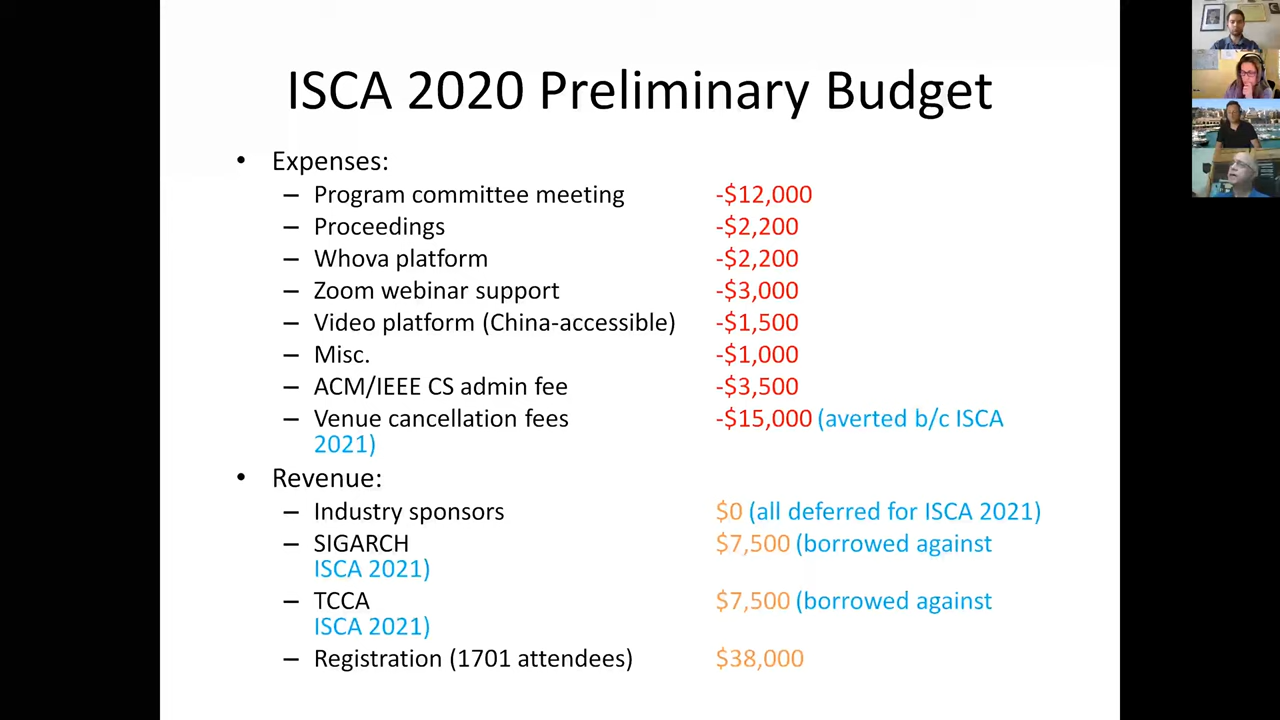 ISCA 2020 Preliminary Budget
• Expenses:
– Program committee meeting -$12,000
– Proceedings -$2,200
– Whova platform -$2,200
– Zoom webinar support -$3,000
– Video platform (China-accessible) -$1,500
– Misc. -$1,000
– ACM/IEEE CS admin fee -$3,500
– Venue cancellation fees -$15,000 (averted b/c ISCA
2021)
• Revenue:
– Industry sponsors $0 (all deferred for ISCA 2021)
– SIGARCH $7,500 (borrowed against
ISCA 2021)
– TCCA $7,500 (borrowed against
ISCA 2021)
– Registration (1701 attendees) $38,000